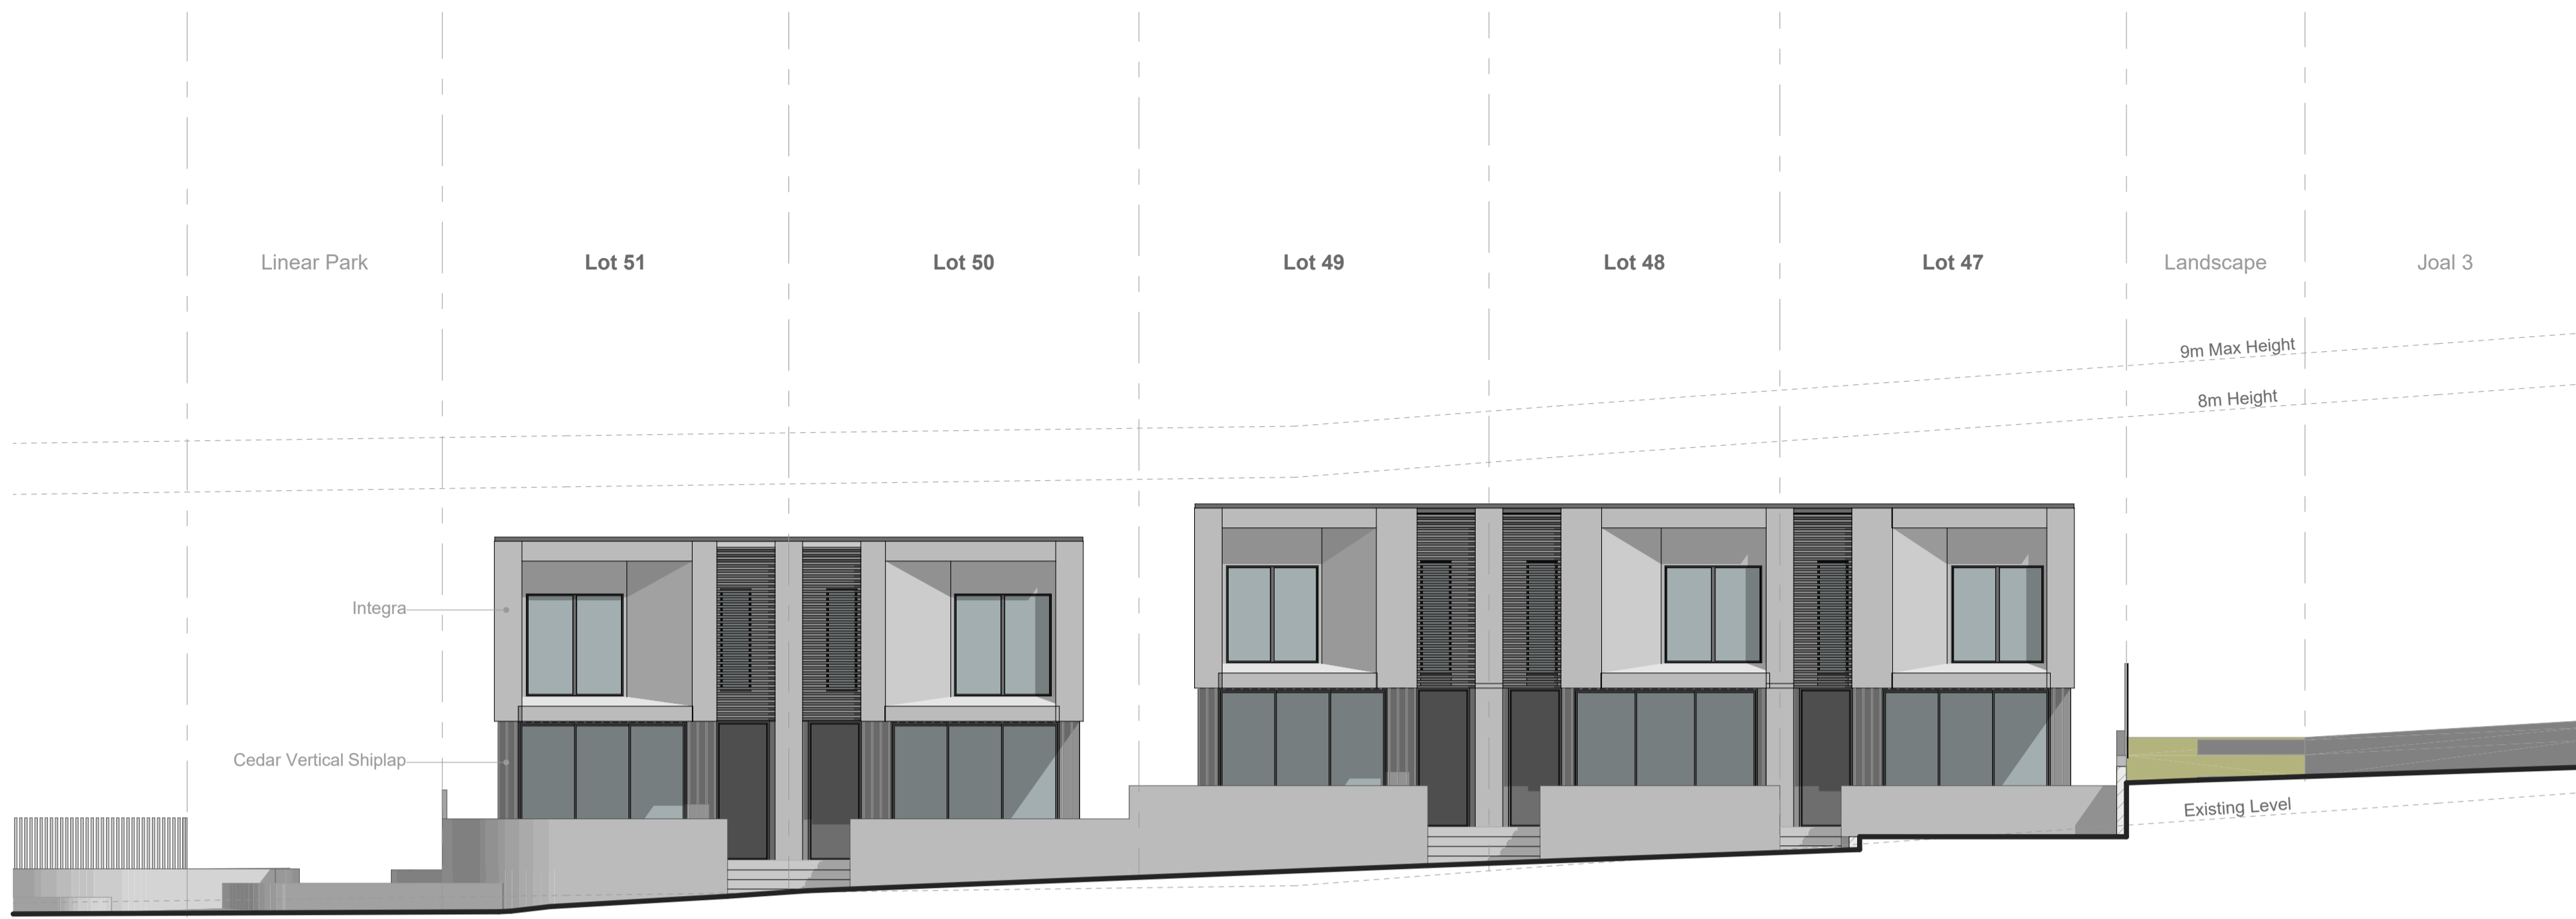 Linear Park
Lot 51
Lot 50
Lot 49
Lot 48
Lot 47
Landscape
Joal 3
9m Max Height
8m Height
Integra
Cedar Vertical Shiplap
Existing Level